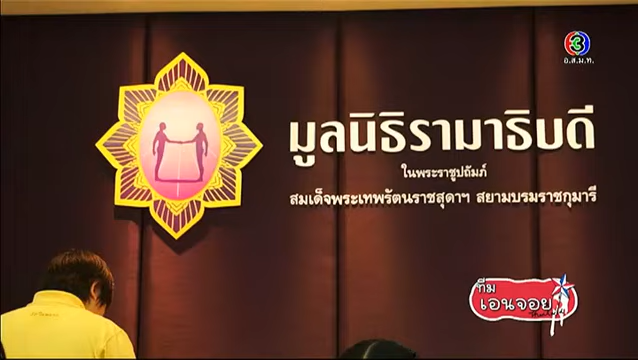 อ.ส.ม.ท.
มูลนิธิรามาธิบดี
ในพระราชูปถัมภ์
สมเด็จพระเทพรัตนราชสุดาฯ สยามบรมราชกุมารี
ทีม
เอนจอย